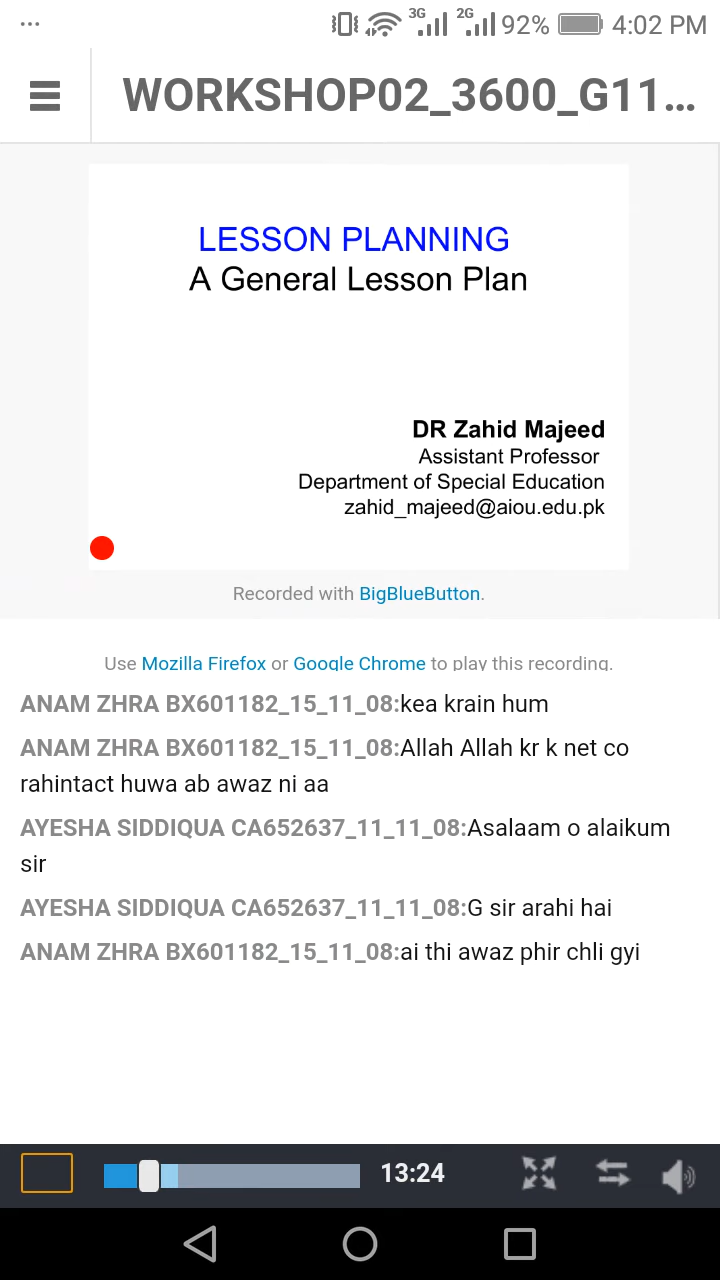 ... 3G 2G 92% 4:02 PM
WORKSHOP02_3600_G11...
LESSON PLANNING
A General Lesson Plan
DR Zahid Majeed
Assistant Professor
Department of Special Education
zahid_majeed@aiou.edu.pk
Recorded with BigBlueButton.
Use Mozilla Firefox or Google Chrome to play this recording.
ANAM ZHRA BX601182_15_11_08:kea krain hum
ANAM ZHRA BX601182_15_11_08:Allah Allah kr k net co
rahintact huwa ab awaz ni aa
AYESHA SIDDIQUA CA652637_11_11_08:Asalaam o alaikum
sir
AYESHA SIDDIQUA CA652637_11_11_08:G sir arahi hai
ANAM ZHRA BX601182_15_11_08:ai thi awaz phir chli gyi
13:24